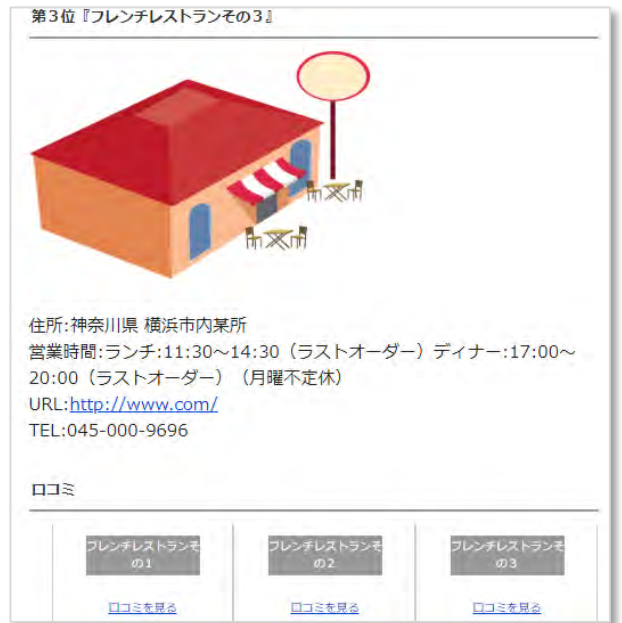 第3位『フレンチレストランその3』
住所:神奈川県 横浜市内某所
営業時間:ランチ:11:30～14:30（ラストオーダー）ディナー:17:00～
20:00（ラストオーダー）（月曜不定休）
URL:http://www.com/
TEL:045-000-9696
口コミ
フレンチレストランそ
の1
フレンチレストランそ
の2
フレンチレストランそ
の3
口コミを見る
口コミを見る
口コミを見る